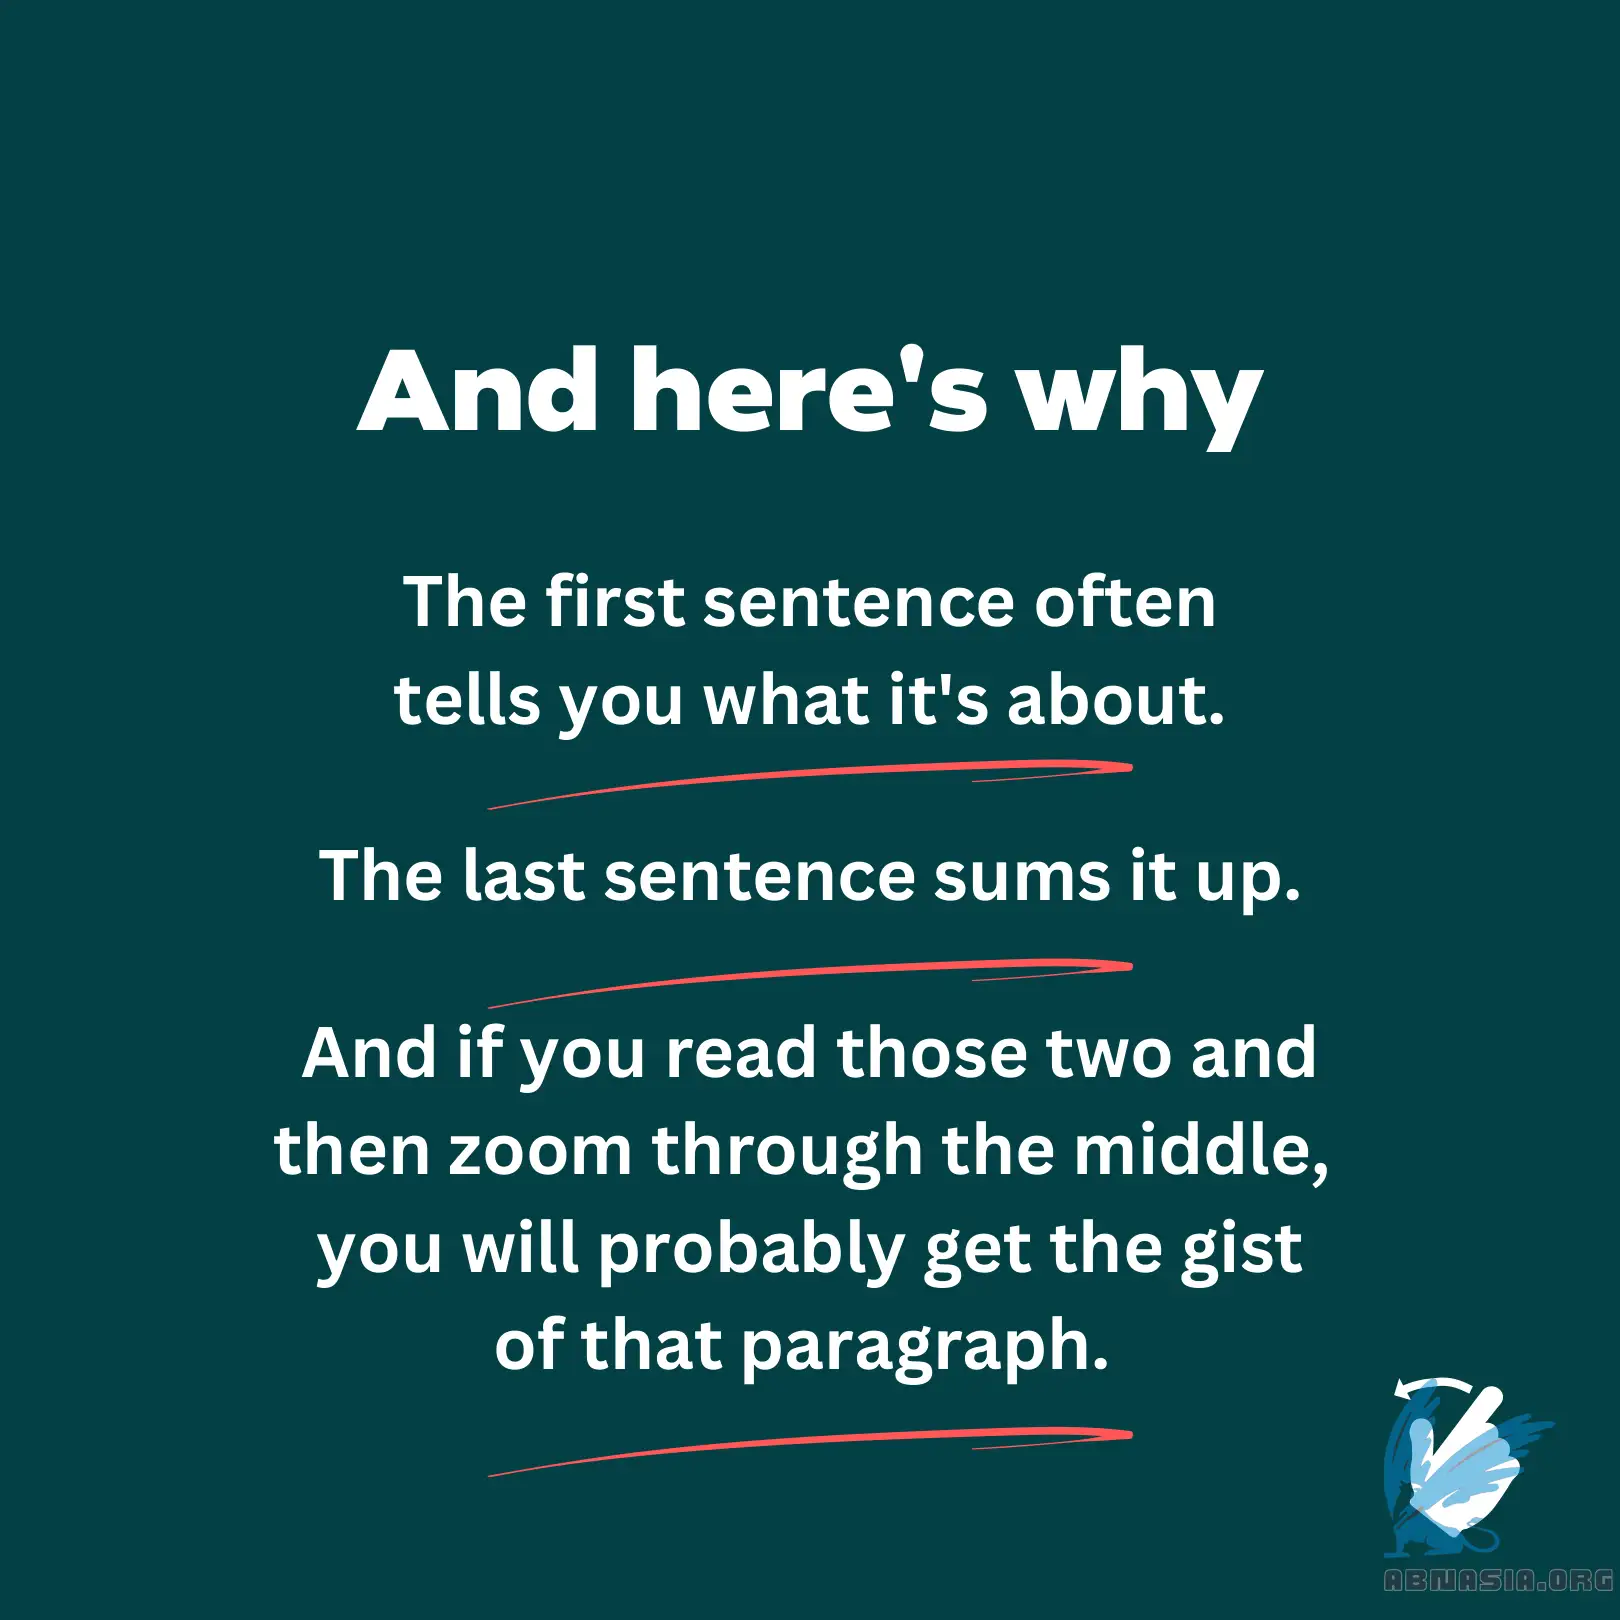 And here's why
The first sentence often
tells you what it's about.
The last sentence sums it up.
And if you read those two and
then zoom through the middle,
you will probably get the gist
of that paragraph.
ABNASIA.ORG